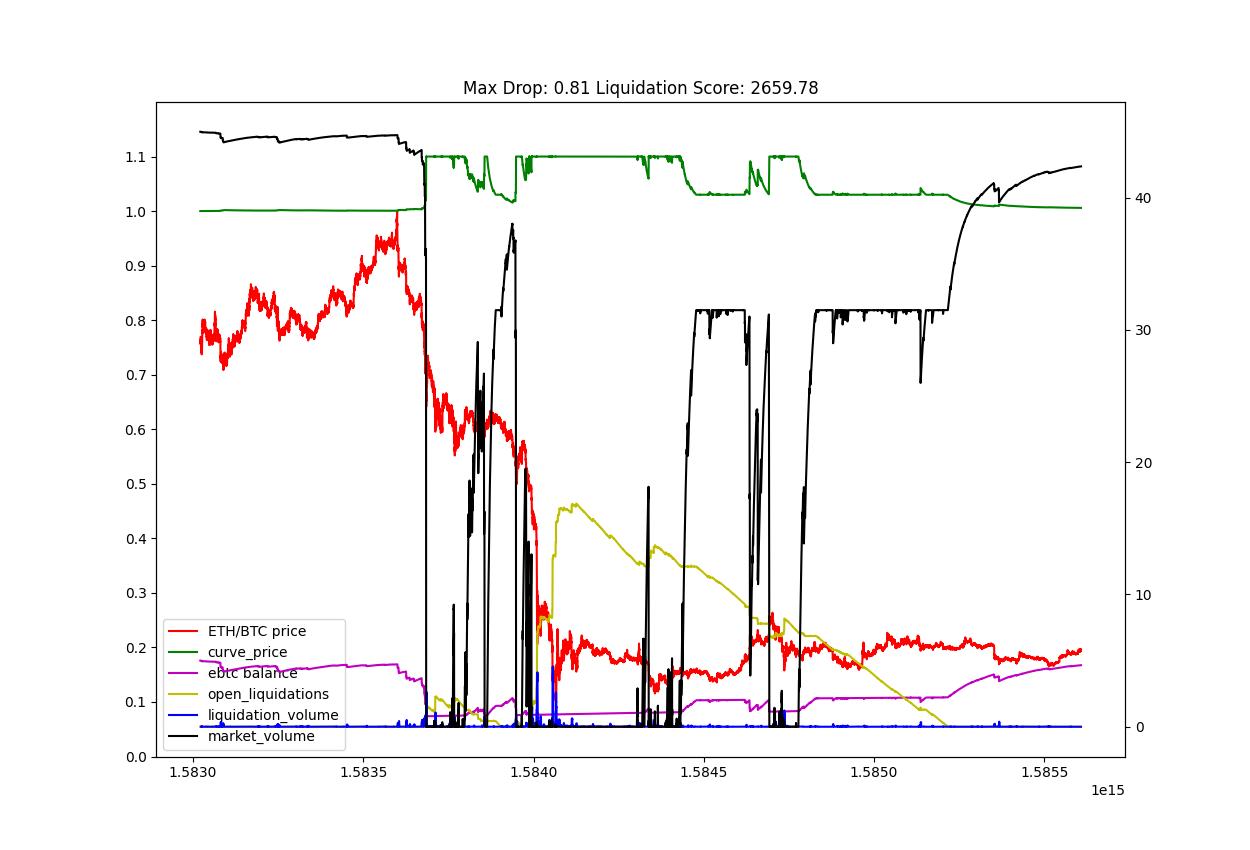 Max Drop: 0.81 Liquidation Score: 2659.78
1.1
1.0
0.9
0.8
0.7
0.6
0.5
0.4
0.3
0.2
0.1
0.0
40
30
20
10
0
ETH/BTC price
curve_price
ebtc balance
open_liquidations
liquidation_volume
market_volume
1.5830 1.5835 1.5840 1.5845 1.5850 1.5855
1e15